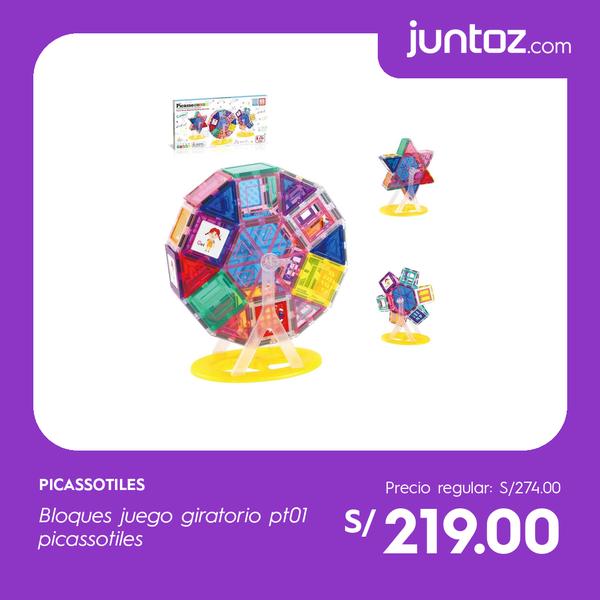 juntoz.com
PICASSOTILES
Bloques juego giratorio pt01
picassotiles
Precio regular: S/274.00
S/219.00